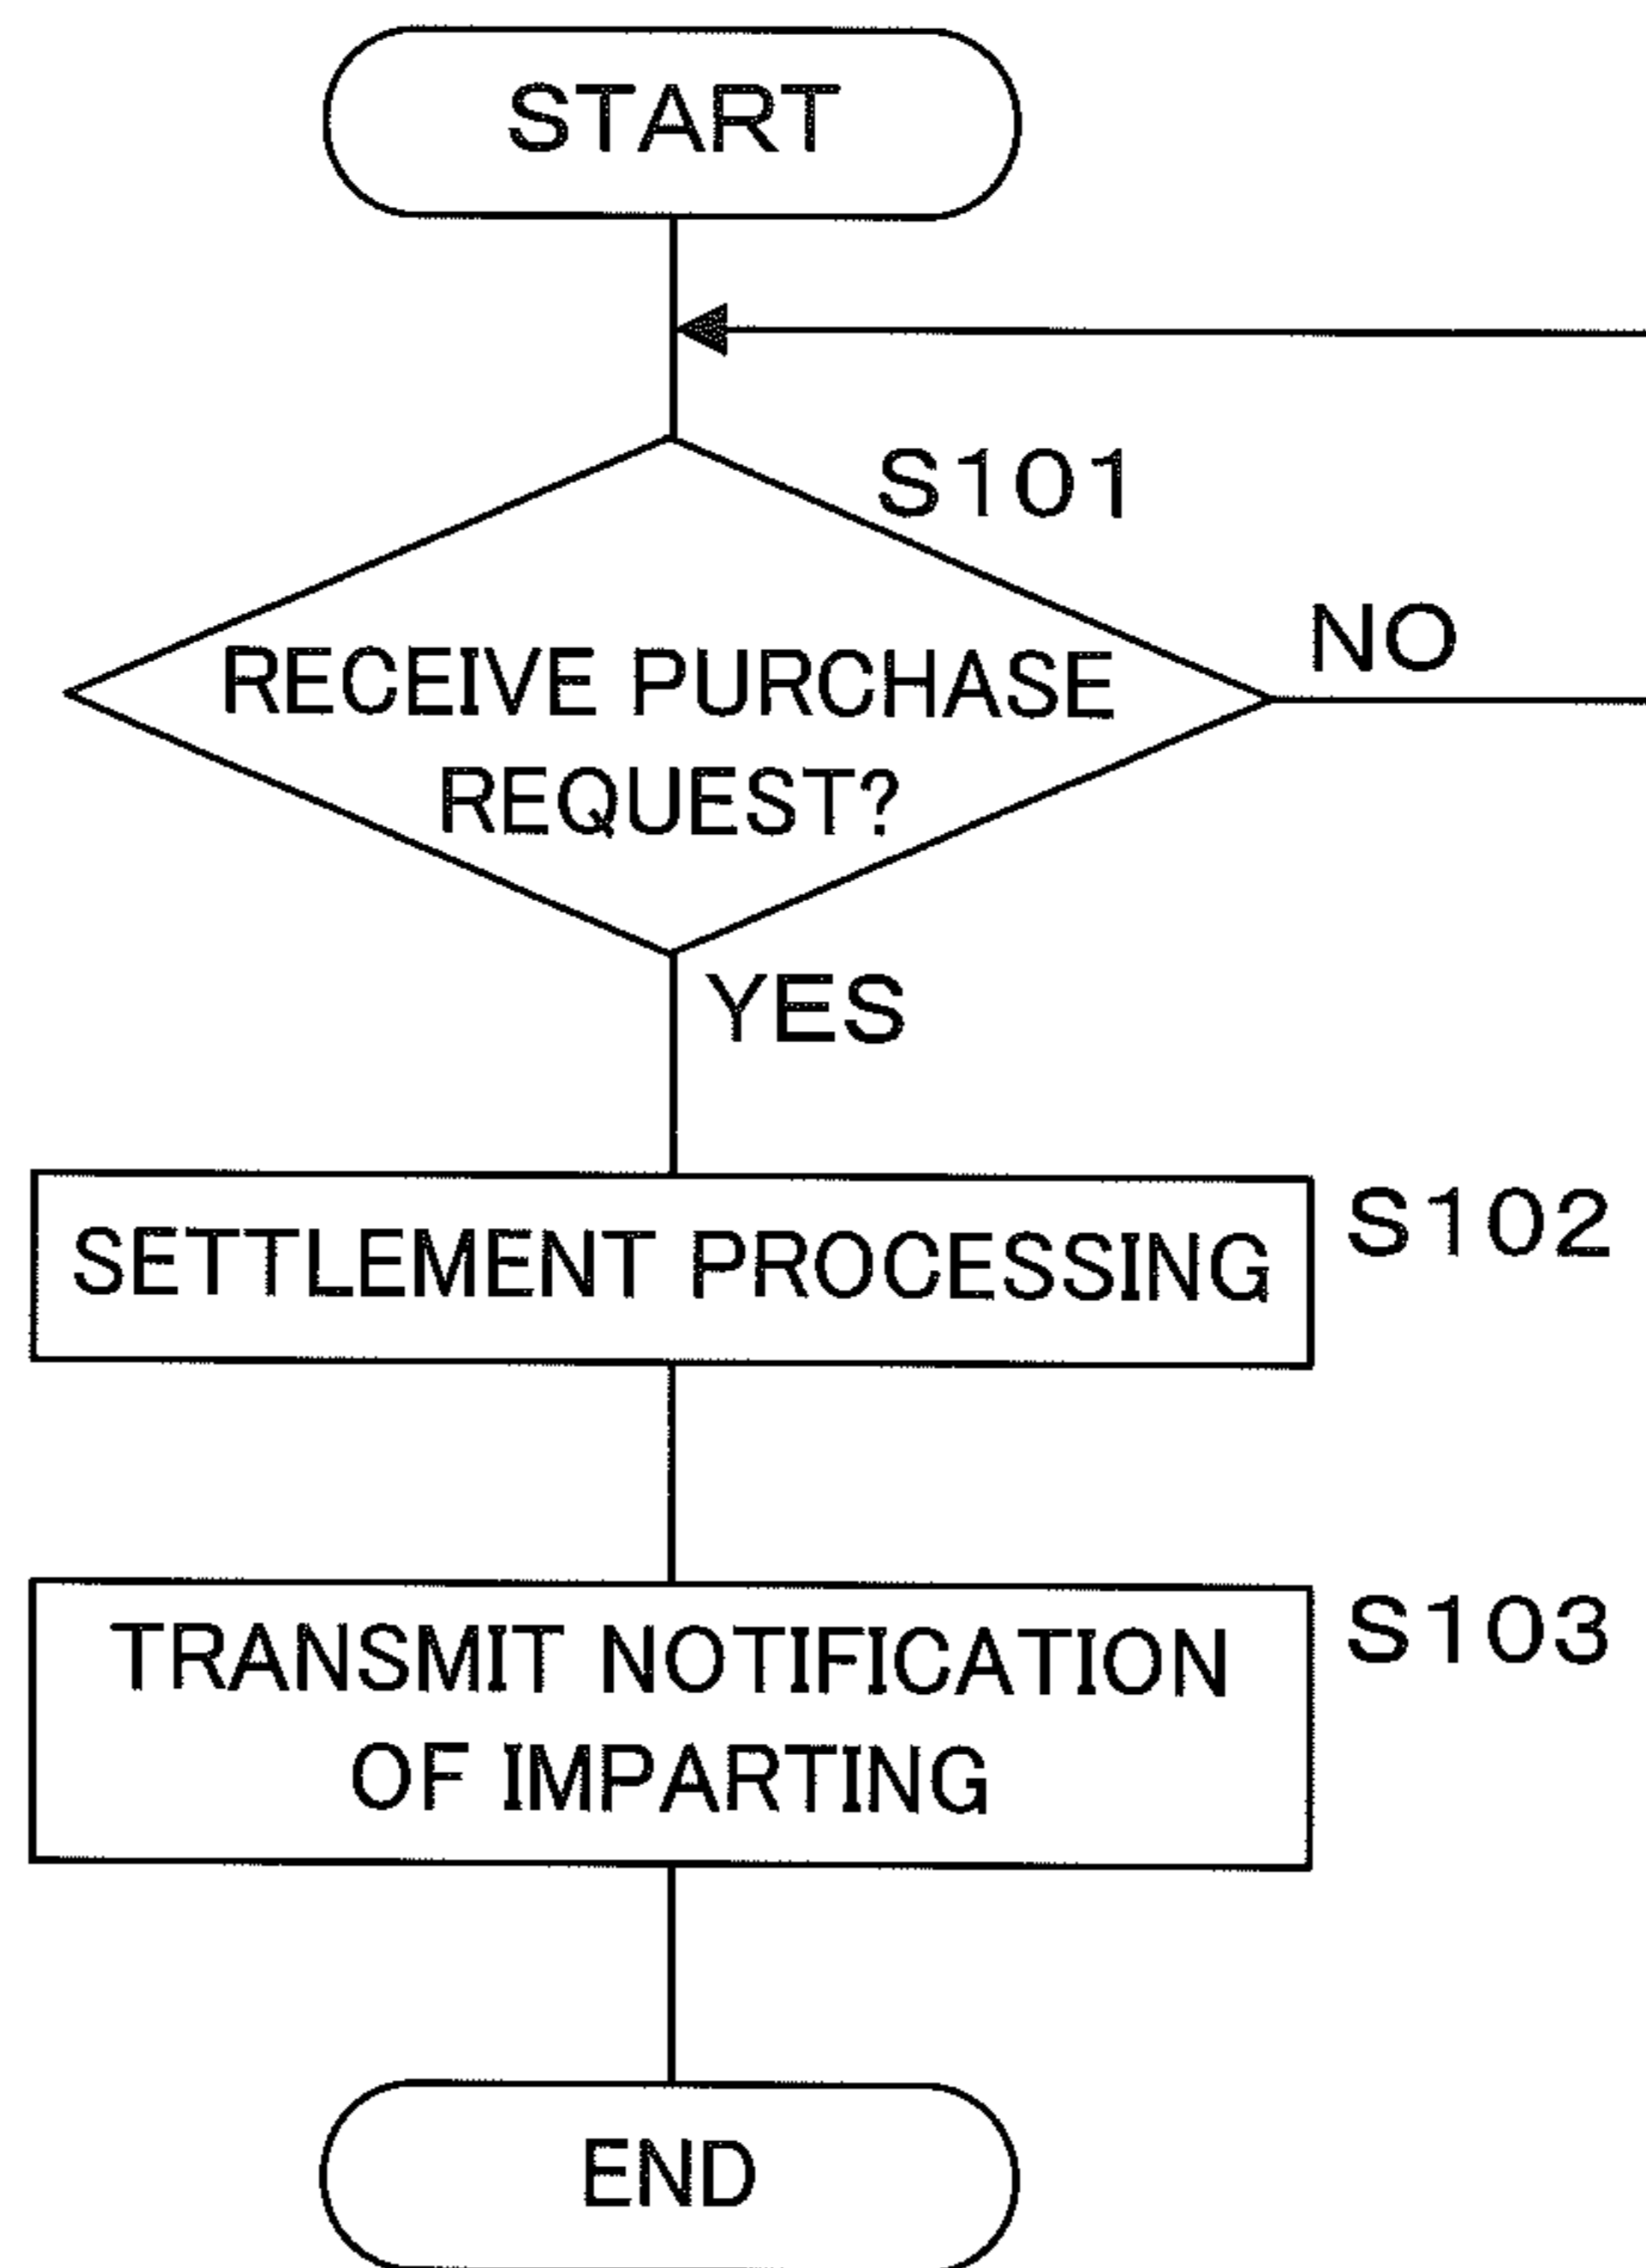 START
S101
RECEIVE PURCHASE
REQUEST?
NO
YES
SETTLEMENT PROCESSING
S102
TRANSMIT NOTIFICATION
OF IMPARTING
S103
END